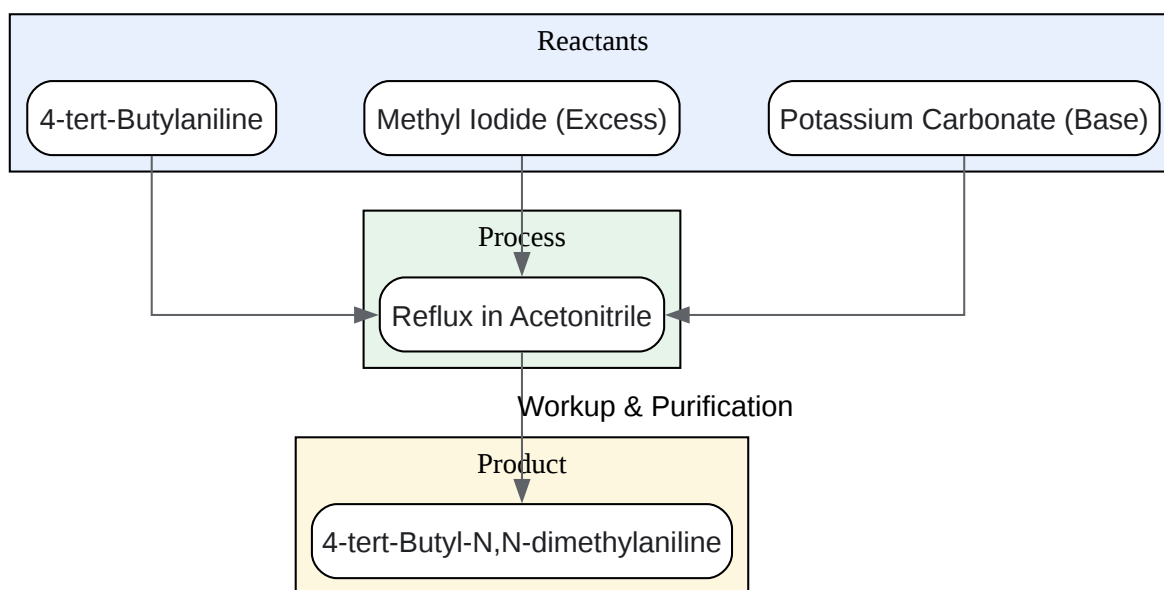 Reactants
4-tert-Butylaniline
Methyl Iodide (Excess)
Potassium Carbonate (Base)
Process
Reflux in Acetonitrile
Workup & Purification
Product
4-tert-Butyl-N,N-dimethylaniline